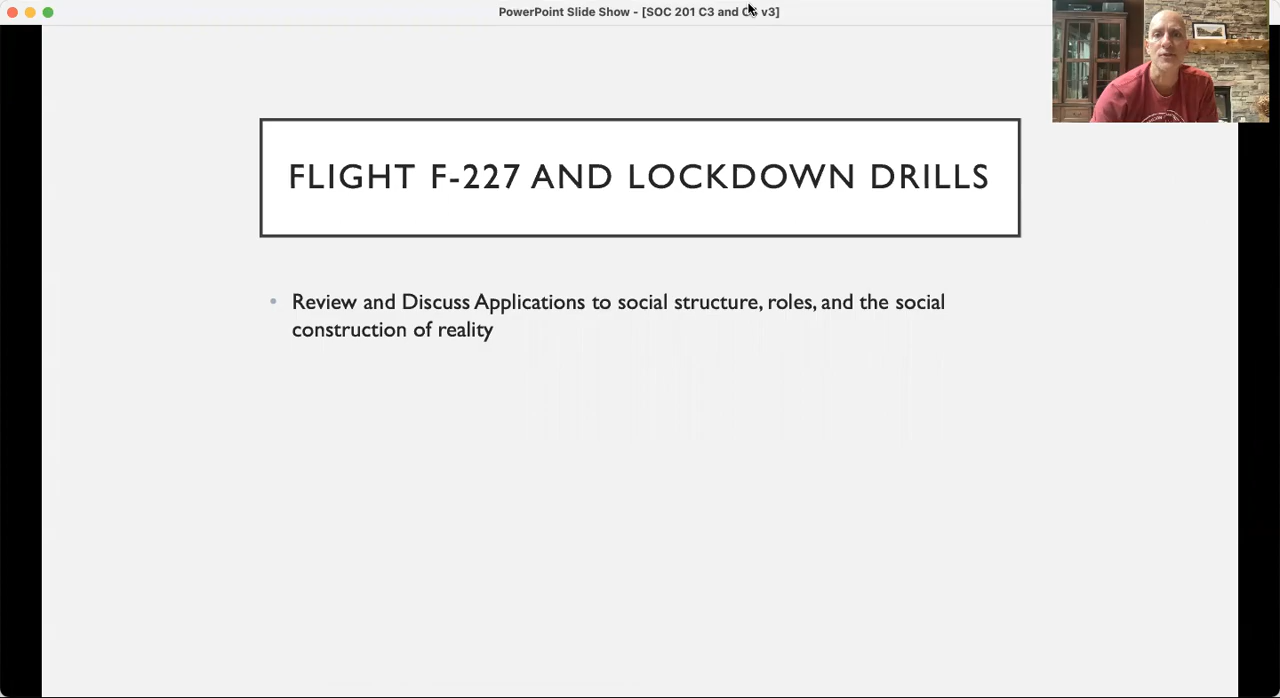 PowerPoint Slide Show - [SOC 201 C3 and v3]
FLIGHT F-227 AND LOCKDOWN DRILLS
• Review and Discuss Applications to social structure, roles, and the social
construction of reality